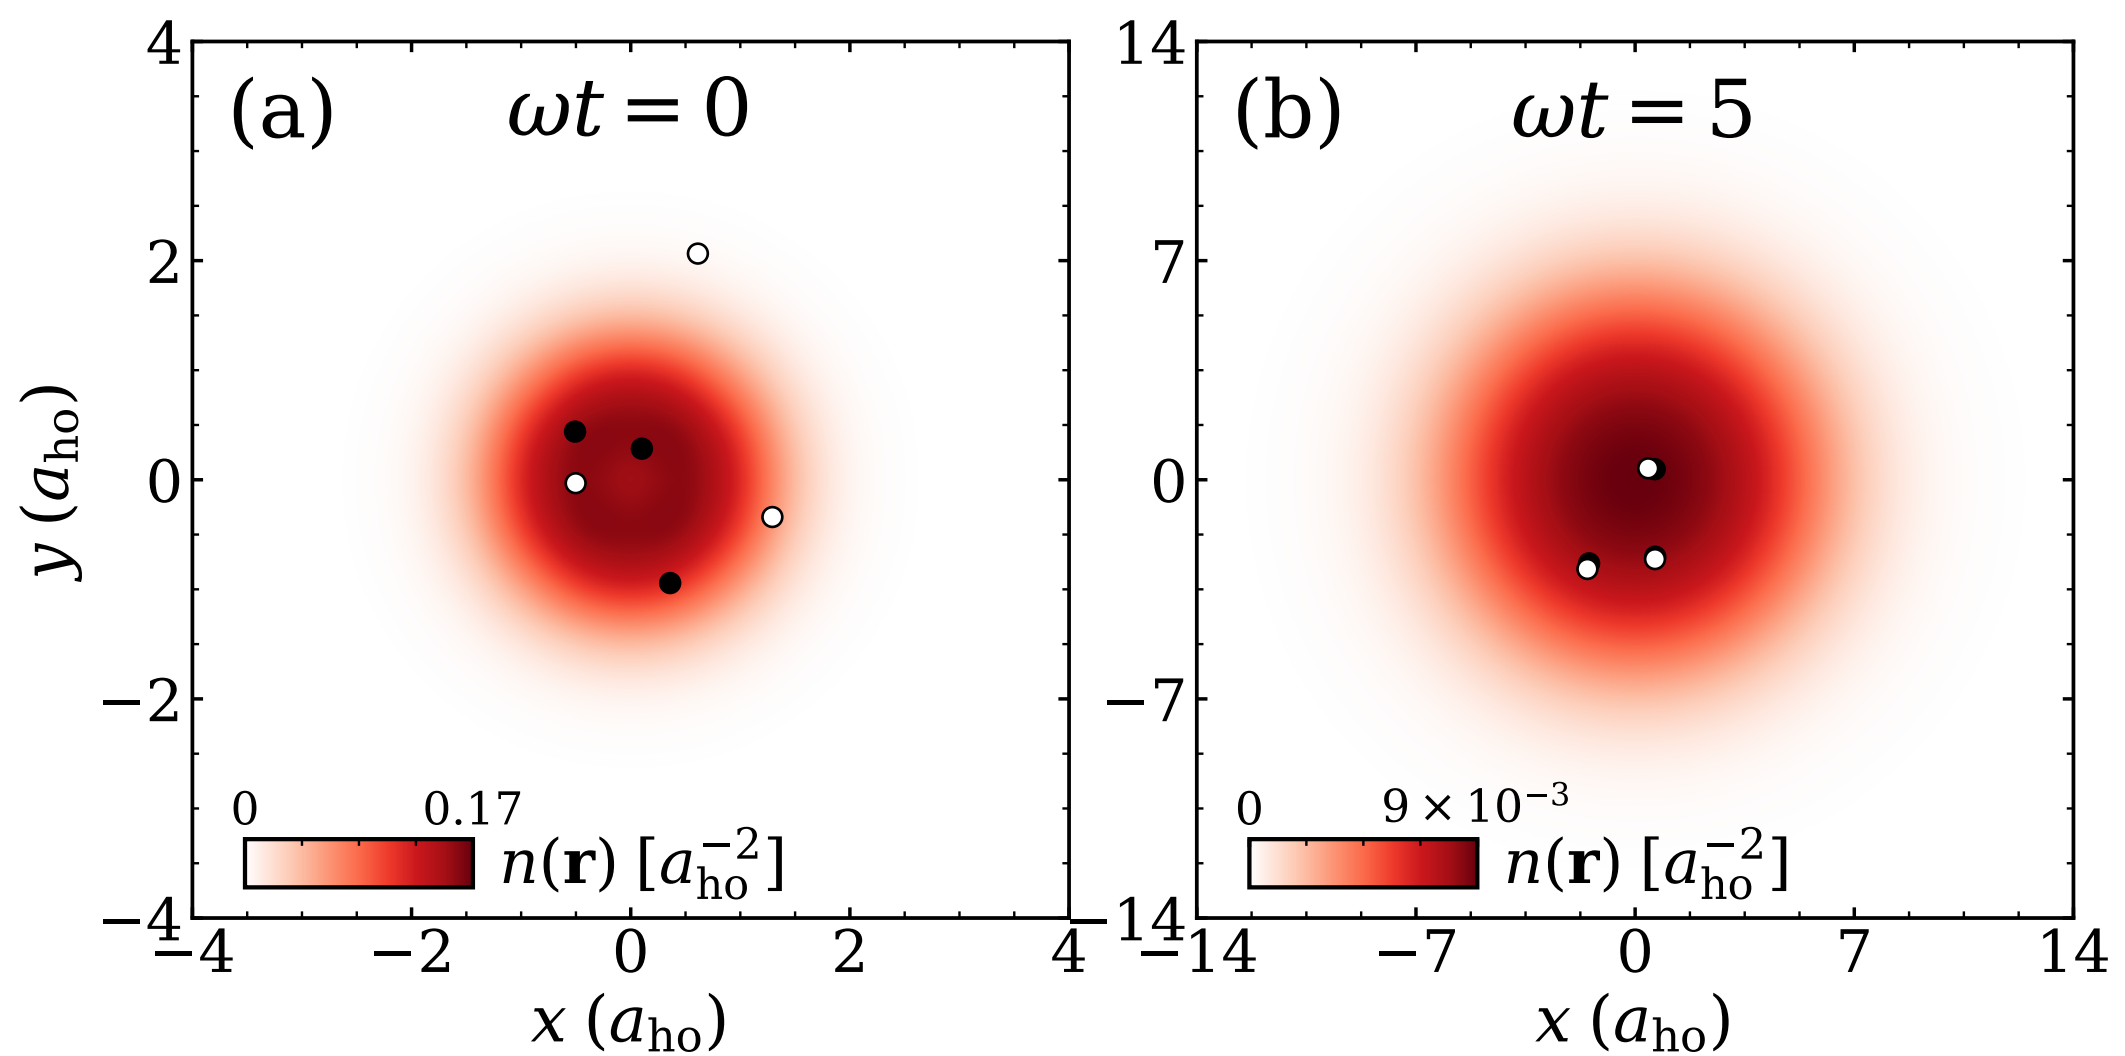 (a) ωt = 0
4
2
0
−2
−4
y (a_ho)
0 0.17
n(r) [a_ho^−2]
−4 −2 0 2 4
x (a_ho)
(b) ωt = 5
14
7
0
−7
−14
0 9 × 10^−3
n(r) [a_ho^−2]
−14 −7 0 7 14
x (a_ho)